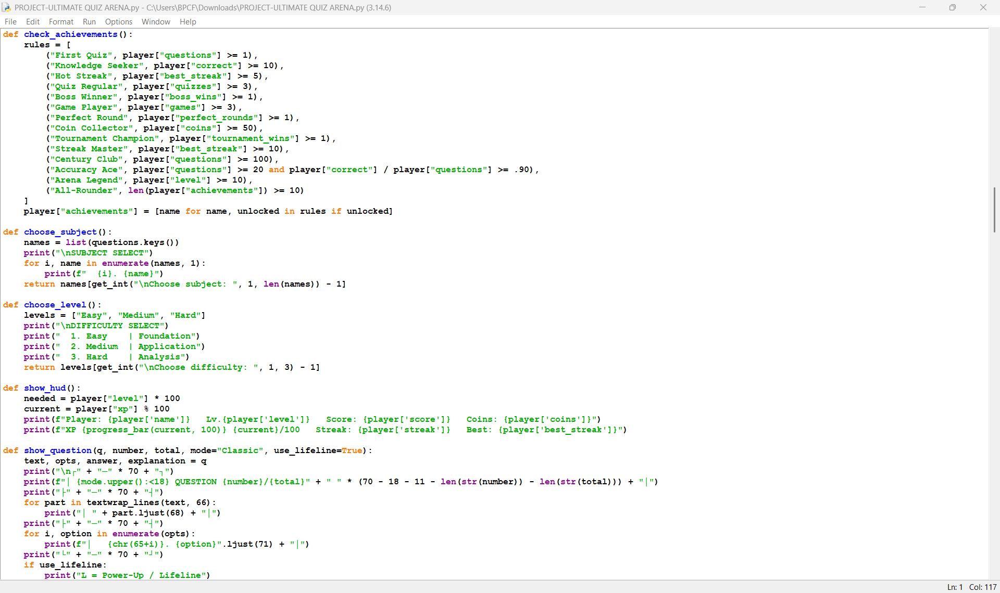 PROJECT-ULTIMATE QUIZ ARENA.py - C:\Users\BPCF\Downloads\PROJECT-ULTIMATE QUIZ ARENA.py (3.14.6)
File Edit Format Run Options Window Help
def check_achievements():
    rules = [
        ("First Quiz", player["questions"] >= 1),
        ("Knowledge Seeker", player["correct"] >= 10),
        ("Hot Streak", player["best_streak"] >= 5),
        ("Quiz Regular", player["quizzes"] >= 3),
        ("Boss Winner", player["boss_wins"] >= 1),
        ("Game Player", player["games"] >= 3),
        ("Perfect Round", player["perfect_rounds"] >= 1),
        ("Coin Collector", player["coins"] >= 50),
        ("Tournament Champion", player["tournament_wins"] >= 1),
        ("Streak Master", player["best_streak"] >= 10),
        ("Century Club", player["questions"] >= 100),
        ("Accuracy Ace", player["questions"] >= 20 and player["correct"] / player["questions"] >= .90),
        ("Arena Legend", player["level"] >= 10),
        ("All-Rounder", len(player["achievements"]) >= 10)
    ]
    player["achievements"] = [name for name, unlocked in rules if unlocked]

def choose_subject():
    names = list(questions.keys())
    print("\nSUBJECT SELECT")
    for i, name in enumerate(names, 1):
        print(f"  {i}. {name}")
    return names[get_int("\nChoose subject: ", 1, len(names)) - 1]

def choose_level():
    levels = ["Easy", "Medium", "Hard"]
    print("\nDIFFICULTY SELECT")
    print("  1. Easy    | Foundation")
    print("  2. Medium  | Application")
    print("  3. Hard    | Analysis")
    return levels[get_int("\nChoose difficulty: ", 1, 3) - 1]

def show_hud():
    needed = player["level"] * 100
    current = player["xp"] % 100
    print(f"Player: {player['name']}   Lv.{player['level']}   Score: {player['score']}   Coins: {player['coins']}")
    print(f"XP {progress_bar(current, 100)} {current}/100   Streak: {player['streak']}   Best: {player['best_streak']}")

def show_question(q, number, total, mode="Classic", use_lifeline=True):
    text, opts, answer, explanation = q
    print("\n┌" + "─" * 70 + "┐")
    print(f"│ {mode.upper():<18} QUESTION {number}/{total}" + " " * (70 - 18 - 11 - len(str(number)) - len(str(total))) + "│")
    print("├" + "─" * 70 + "┤")
    for part in textwrap_lines(text, 66):
        print("│ " + part.ljust(68) + "│")
    print("├" + "─" * 70 + "┤")
    for i, option in enumerate(opts):
        print(f"│   {chr(65+i)}. {option}".ljust(71) + "│")
    print("└" + "─" * 70 + "┘")
    if use_lifeline:
        print("L = Power-Up / Lifeline")
Ln: 1 Col: 117